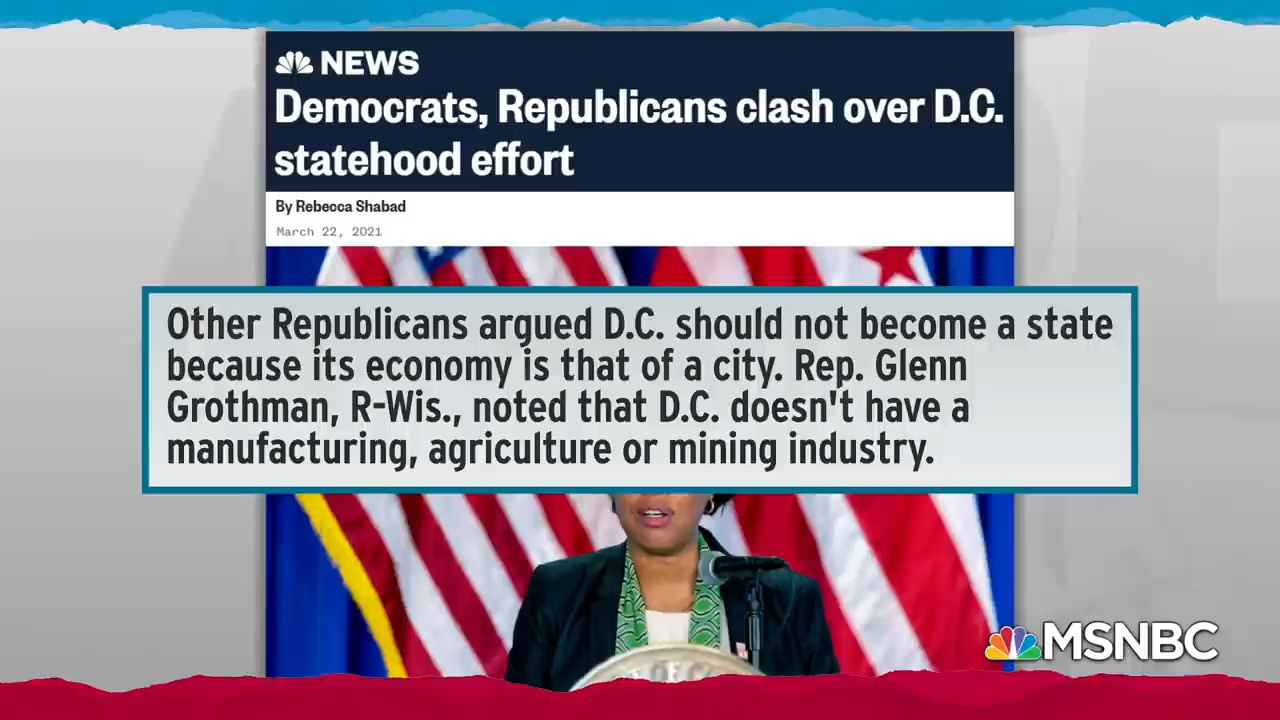 NEWS
Democrats, Republicans clash over D.C.
statehood effort
By Rebecca Shabad
March 22, 2021
Other Republicans argued D.C. should not become a state
because its economy is that of a city. Rep. Glenn
Grothman, R-Wis., noted that D.C. doesn't have a
manufacturing, agriculture or mining industry.
MSNBC